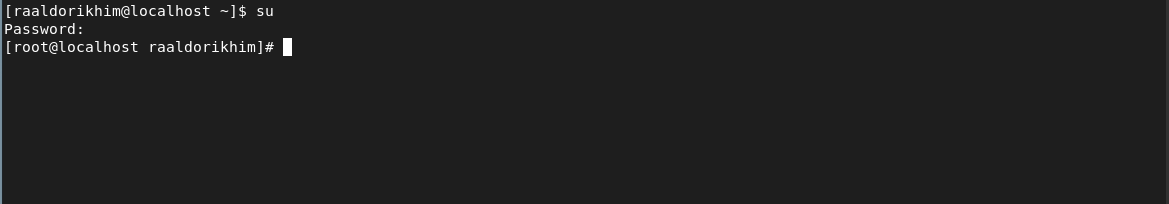 [raaldorikhim@localhost ~]$ su
Password:
[root@localhost raaldorikhim]#